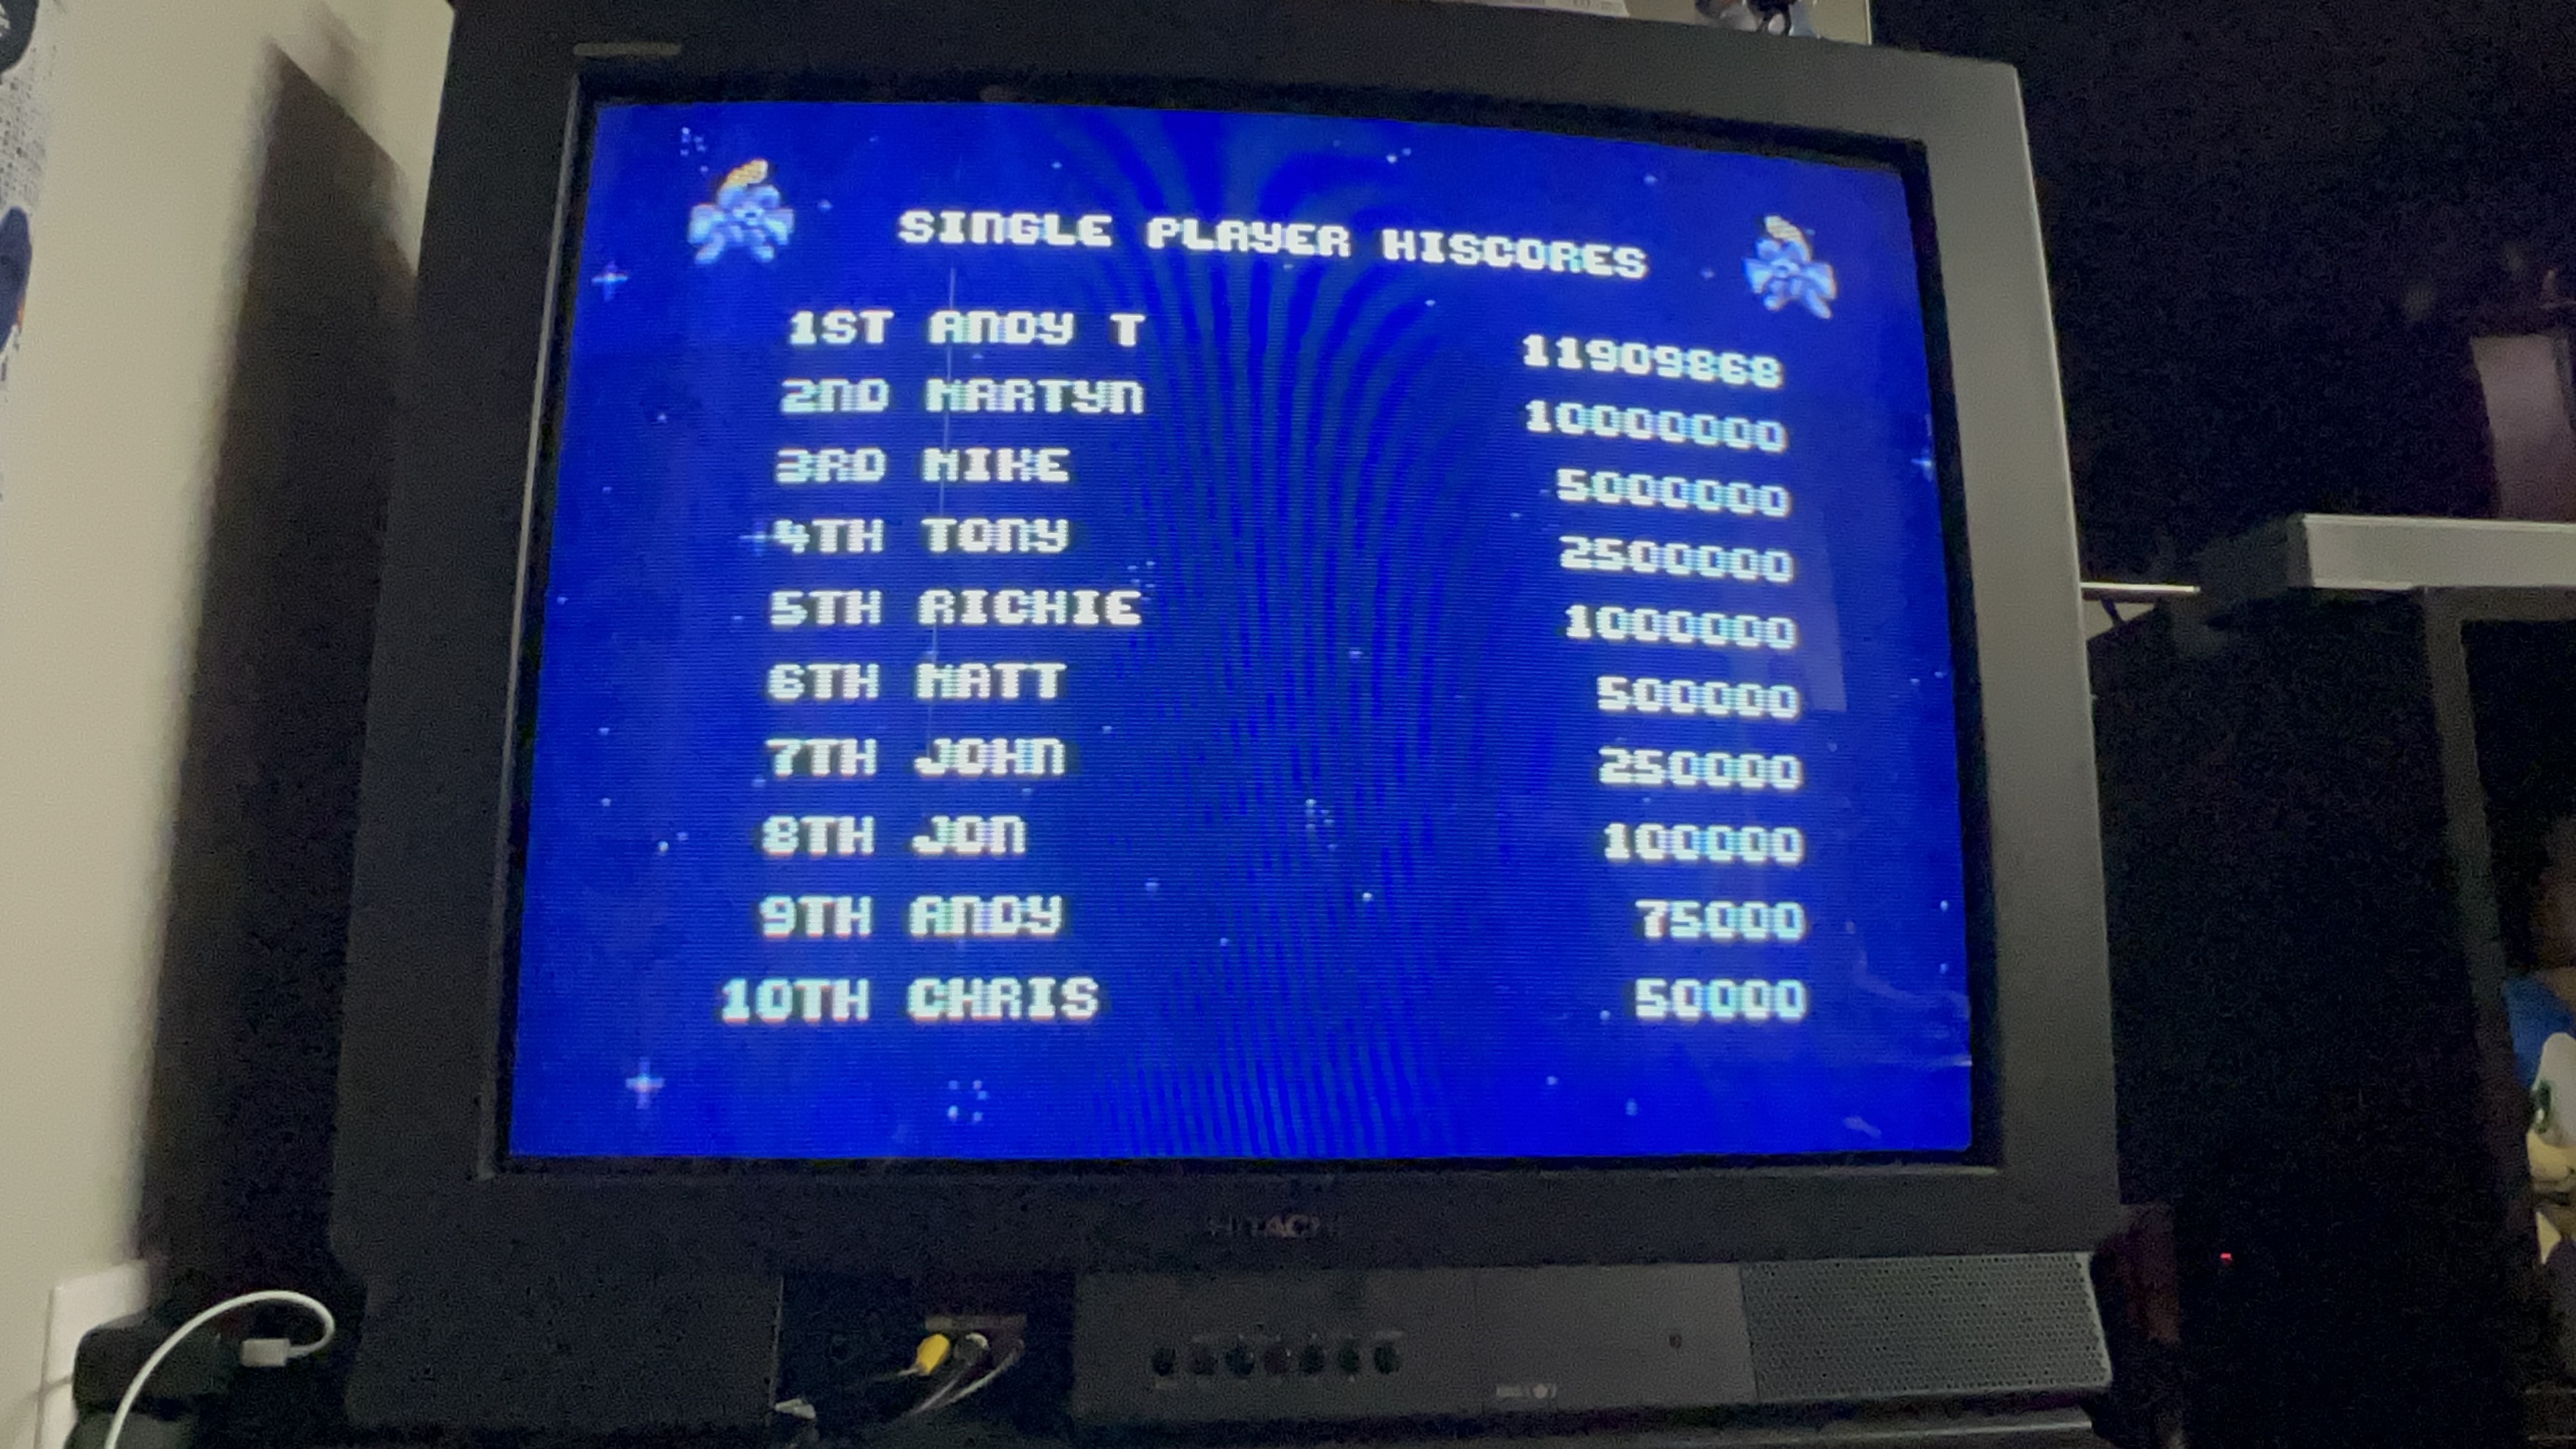 SINGLE PLAYER HISCORES
1ST ANDY T 11909868
2ND MARTYN 10000000
3RD MIKE 5000000
4TH TONY 2500000
5TH RICHIE 1000000
6TH MATT 500000
7TH JOHN 250000
8TH JON 100000
9TH ANDY 75000
10TH CHRIS 50000
HITACHI